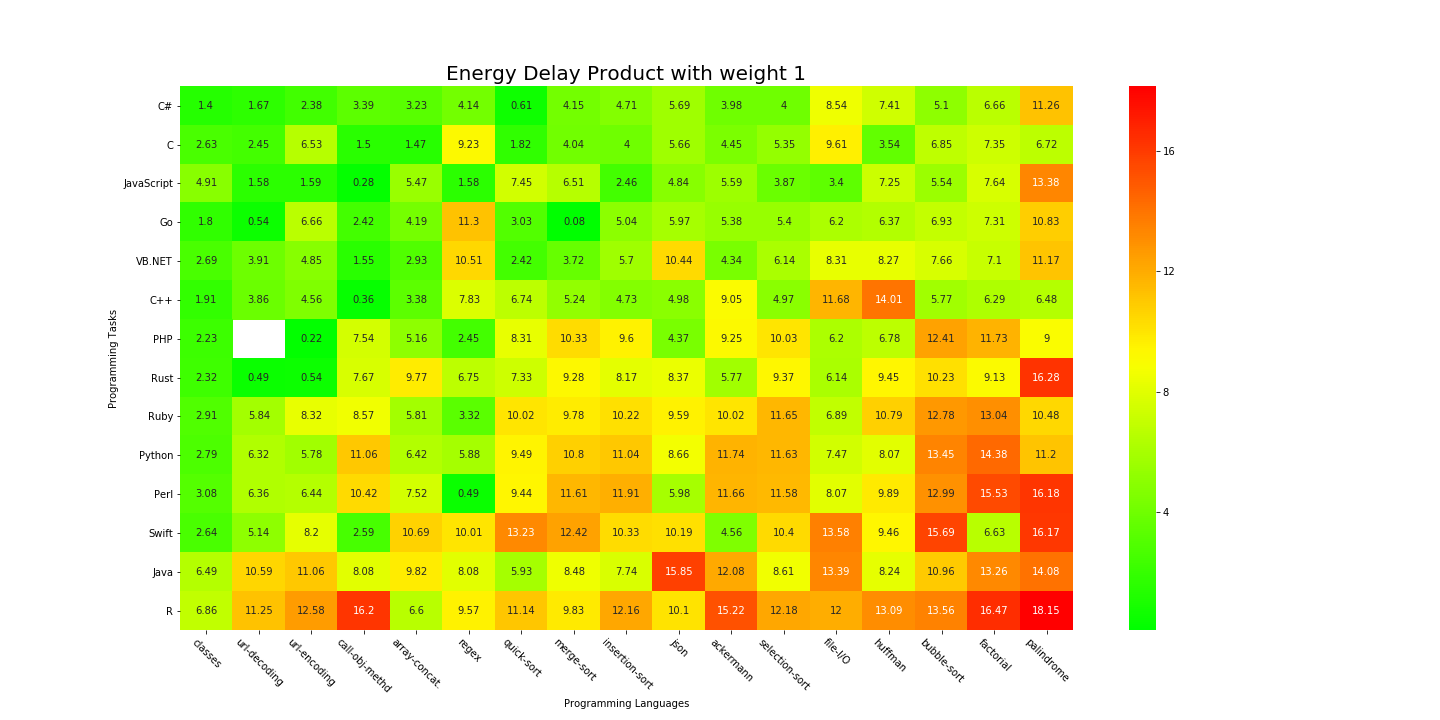 Energy Delay Product with weight 1
C# 1.4 1.67 2.38 3.39 3.23 4.14 0.61 4.15 4.71 5.69 3.98 4 8.54 7.41 5.1 6.66 11.26
C 2.63 2.45 6.53 1.5 1.47 9.23 1.82 4.04 4 5.66 4.45 5.35 9.61 3.54 6.85 7.35 6.72
JavaScript 4.91 1.58 1.59 0.28 5.47 1.58 7.45 6.51 2.46 4.84 5.59 3.87 3.4 7.25 5.54 7.64 13.38
Go 1.8 0.54 6.66 2.42 4.19 11.3 3.03 0.08 5.04 5.97 5.38 5.4 6.2 6.37 6.93 7.31 10.83
VB.NET 2.69 3.91 4.85 1.55 2.93 10.51 2.42 3.72 5.7 10.44 4.34 6.14 8.31 8.27 7.66 7.1 11.17
C++ 1.91 3.86 4.56 0.36 3.38 7.83 6.74 5.24 4.73 4.98 9.05 4.97 11.68 14.01 5.77 6.29 6.48
PHP 2.23 0.22 7.54 5.16 2.45 8.31 10.33 9.6 4.37 9.25 10.03 6.2 6.78 12.41 11.73 9
Rust 2.32 0.49 0.54 7.67 9.77 6.75 7.33 9.28 8.17 8.37 5.77 9.37 6.14 9.45 10.23 9.13 16.28
Ruby 2.91 5.84 8.32 8.57 5.81 3.32 10.02 9.78 10.22 9.59 10.02 11.65 6.89 10.79 12.78 13.04 10.48
Python 2.79 6.32 5.78 11.06 6.42 5.88 9.49 10.8 11.04 8.66 11.74 11.63 7.47 8.07 13.45 14.38 11.2
Perl 3.08 6.36 6.44 10.42 7.52 0.49 9.44 11.61 11.91 5.98 11.66 11.58 8.07 9.89 12.99 15.53 16.18
Swift 2.64 5.14 8.2 2.59 10.69 10.01 13.23 12.42 10.33 10.19 4.56 10.4 13.58 9.46 15.69 6.63 16.17
Java 6.49 10.59 11.06 8.08 9.82 8.08 5.93 8.48 7.74 15.85 12.08 8.61 13.39 8.24 10.96 13.26 14.08
R 6.86 11.25 12.58 16.2 6.6 9.57 11.14 9.83 12.16 10.1 15.22 12.18 12 13.09 13.56 16.47 18.15
classes url-decoding url-encoding call-obj-methd array-concat. regex quick-sort merge-sort insertion-sort json ackermann selection-sort file-I/O huffman bubble-sort factorial palindrome
Programming Languages
Programming Tasks
16
12
8
4